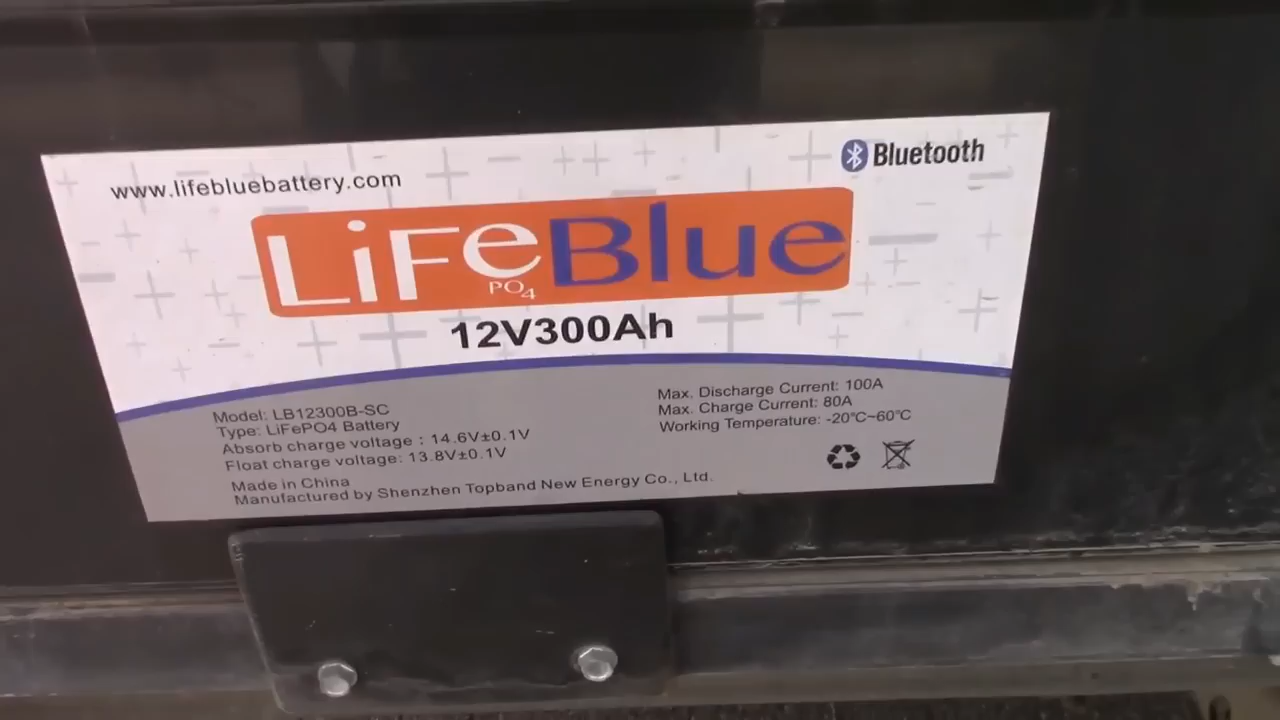 www.lifebluebattery.com
Bluetooth
LiFeBlue
PO4
12V300Ah
Model: LB12300B-SC
Type: LiFePO4 Battery
Absorb charge voltage : 14.6V±0.1V
Float charge voltage: 13.8V±0.1V
Made in China
Manufactured by Shenzhen Topband New Energy Co., Ltd.
Max. Discharge Current: 100A
Max. Charge Current: 80A
Working Temperature: -20℃~60℃